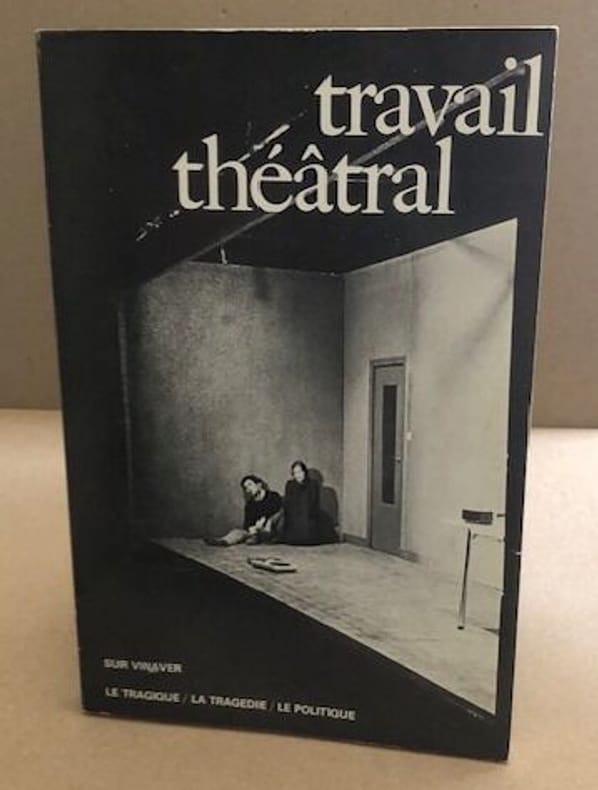 travail
théâtral
SUR VINAVER
LE TRAGIQUE / LA TRAGEDIE / LE POLITIQUE